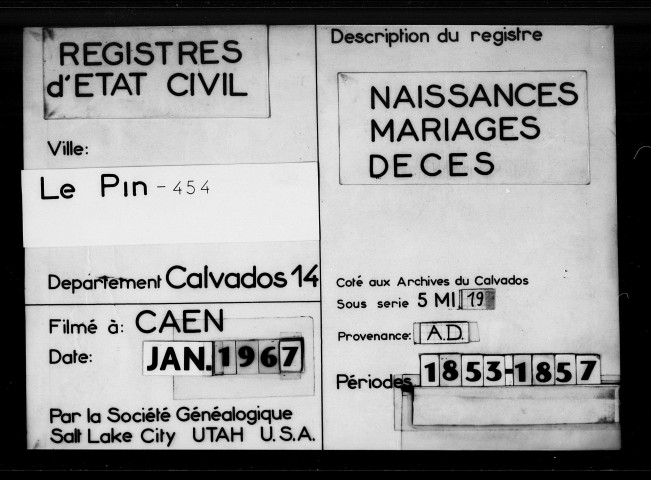 REGISTRES
d'ETAT CIVIL
Ville:
Le Pin - 454
Département Calvados 14
Filmé à: CAEN
Date: JAN. 1967
Par la Société Généalogique
Salt Lake City UTAH U.S.A.
Description du registre
NAISSANCES
MARIAGES
DECES
Coté aux Archives du Calvados
Sous serie 5 MI 19
Provenance: A.D.
Périodes 1853-1857